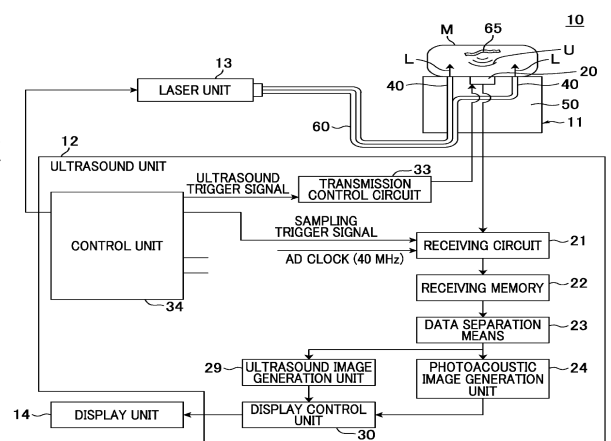 10
M
65
U
L
L
20
13
LASER UNIT
40
40
50
11
60
12
ULTRASOUND UNIT
33
ULTRASOUND
TRIGGER SIGNAL
TRANSMISSION
CONTROL CIRCUIT
SAMPLING
TRIGGER SIGNAL
CONTROL UNIT
AD CLOCK (40 MHz)
RECEIVING CIRCUIT
21
34
RECEIVING MEMORY
22
DATA SEPARATION
MEANS
23
29
ULTRASOUND IMAGE
GENERATION UNIT
PHOTOACOUSTIC
IMAGE GENERATION
UNIT
24
14
DISPLAY UNIT
DISPLAY CONTROL
UNIT
30